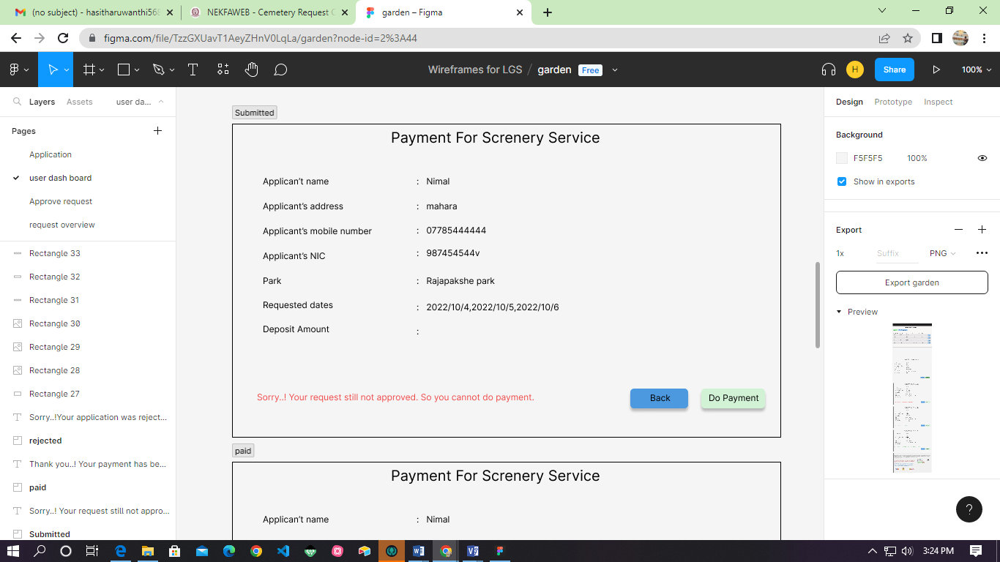 (no subject) - hasitharuwanthi568
NEKFAWEB - Cemetery Request C
garden – Figma
figma.com/file/TzzGXUavT1AeyZHnV0LqLa/garden?node-id=2%3A44
Wireframes for LGS / garden Free
H
Share
100%
Layers
Assets
user da...
Pages
Application
user dash board
Approve request
request overview
Rectangle 33
Rectangle 32
Rectangle 31
Rectangle 30
Rectangle 29
Rectangle 28
Rectangle 27
Sorry..!Your application was reject...
rejected
Thank you..! Your payment has be...
paid
Sorry..! Your request still not appro...
Submitted
Submitted
Payment For Screnery Service
Applican't name : Nimal
Applicant's address : mahara
Applicant's mobile number : 07785444444
Applicant's NIC : 987454544v
Park : Rajapakshe park
Requested dates : 2022/10/4,2022/10/5,2022/10/6
Deposit Amount :
Sorry..! Your request still not approved. So you cannot do payment.
Back
Do Payment
paid
Payment For Screnery Service
Applican't name : Nimal
Design
Prototype
Inspect
Background
F5F5F5 100%
Show in exports
Export
1x Suffix PNG
Export garden
Preview
?
3:24 PM